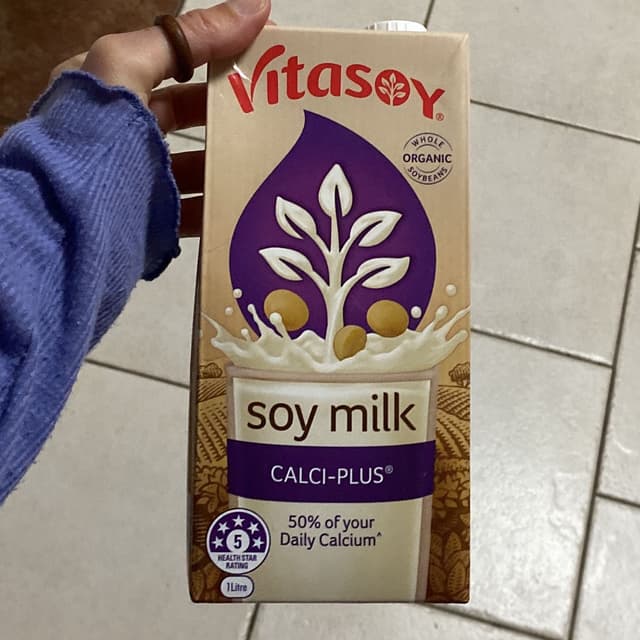 Vitasoy®
WHOLE
ORGANIC
SOYBEANS
soy milk
CALCI-PLUS®
50% of your
Daily Calcium^
5
HEALTH STAR
RATING
1 Litre